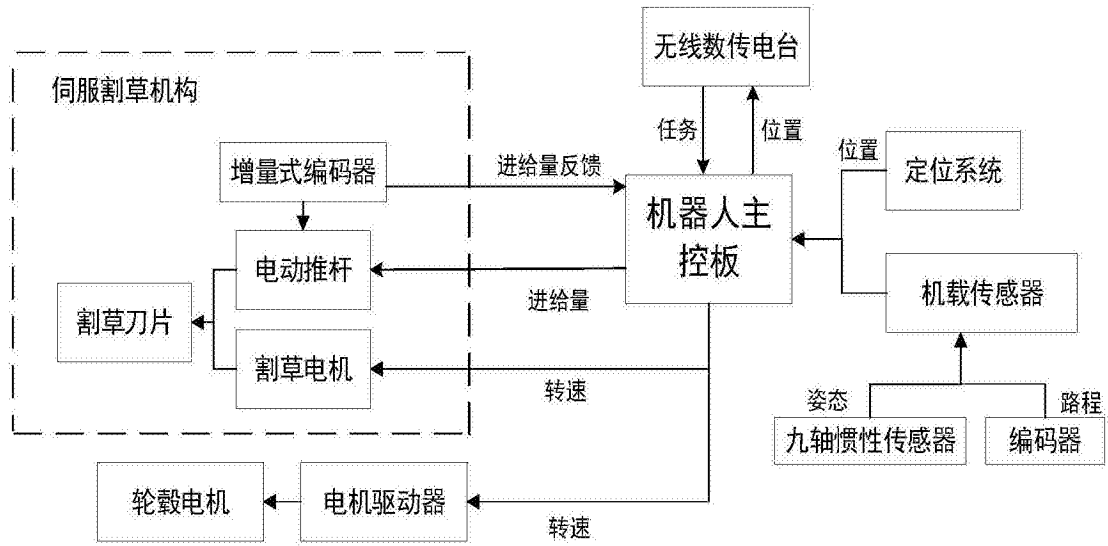 无线数传电台
伺服割草机构
任务
位置
位置
增量式编码器
进给量反馈
定位系统
机器人主
控板
电动推杆
进给量
机载传感器
割草刀片
割草电机
转速
姿态
路程
九轴惯性传感器
编码器
轮毂电机
电机驱动器
转速